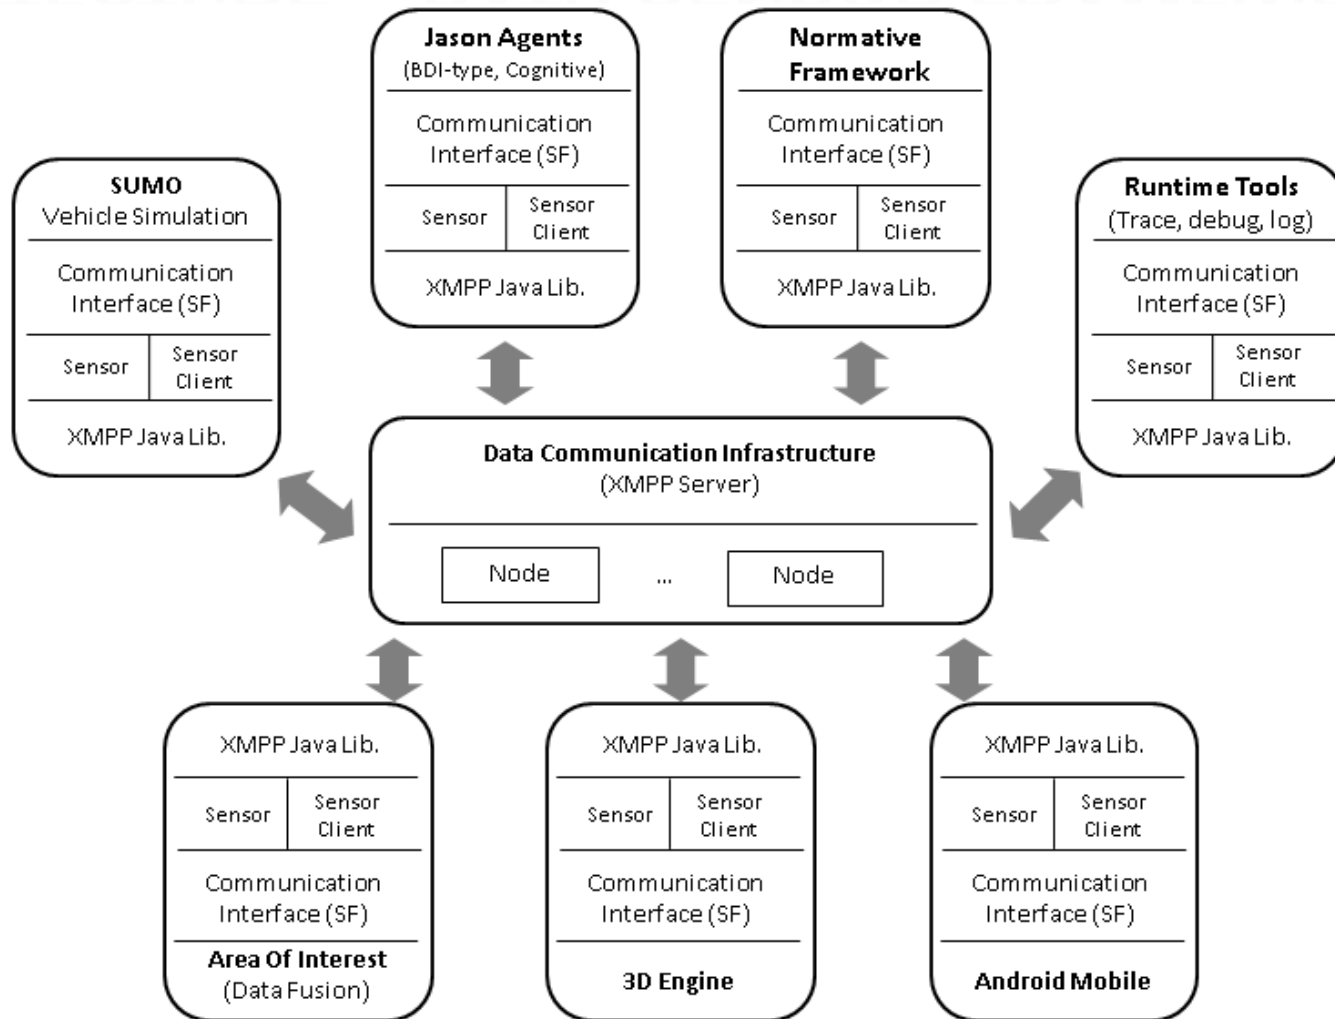 Jason Agents
(BDI-type, Cognitive)
Communication
Interface (SF)
Sensor
Sensor
Client
XMPP Java Lib.
Normative
Framework
Communication
Interface (SF)
Sensor
Sensor
Client
XMPP Java Lib.
SUMO
Vehicle Simulation
Communication
Interface (SF)
Sensor
Sensor
Client
XMPP Java Lib.
Runtime Tools
(Trace, debug, log)
Communication
Interface (SF)
Sensor
Sensor
Client
XMPP Java Lib.
Data Communication Infrastructure
(XMPP Server)
Node
...
Node
XMPP Java Lib.
Sensor
Sensor
Client
Communication
Interface (SF)
Area Of Interest
(Data Fusion)
XMPP Java Lib.
Sensor
Sensor
Client
Communication
Interface (SF)
3D Engine
XMPP Java Lib.
Sensor
Sensor
Client
Communication
Interface (SF)
Android Mobile